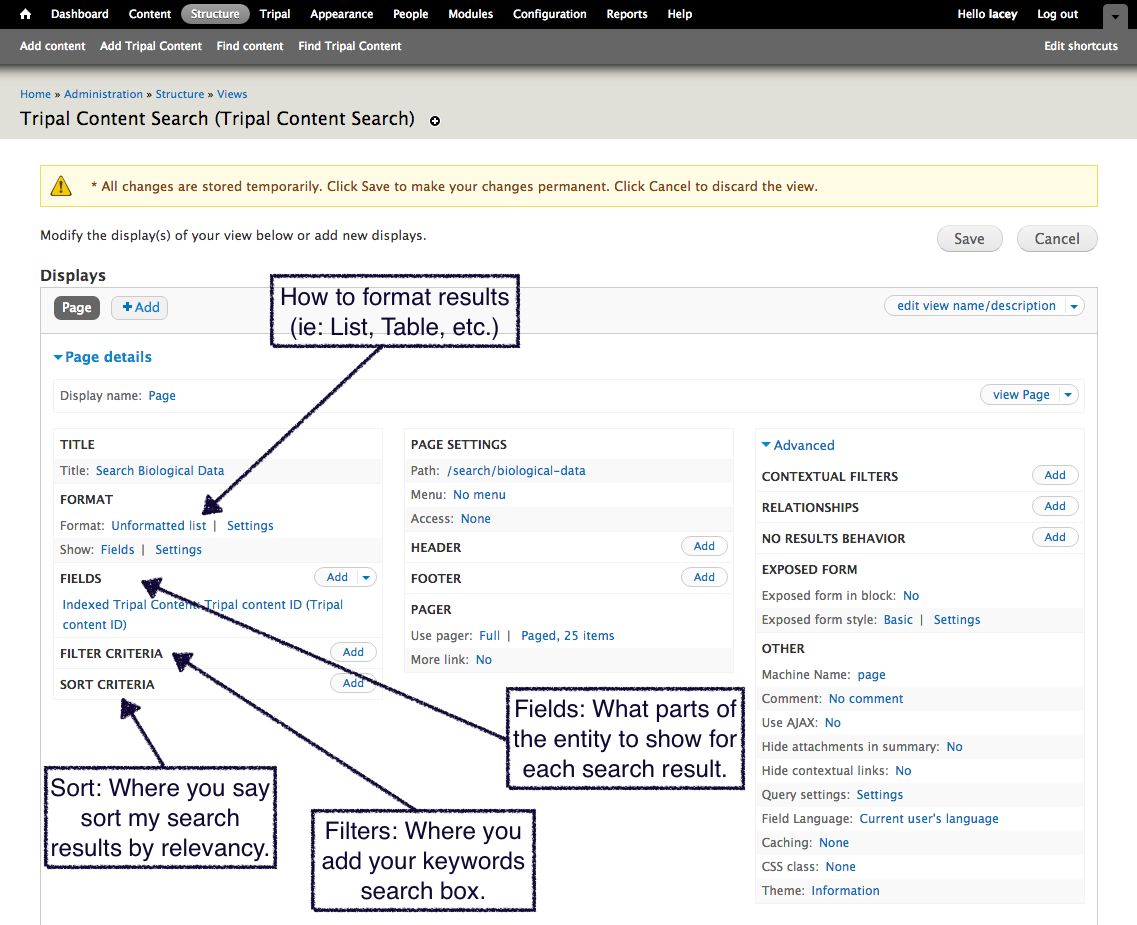 Dashboard Content Structure Tripal Appearance People Modules Configuration Reports Help Hello lacey Log out
Add content Add Tripal Content Find content Find Tripal Content Edit shortcuts
Home » Administration » Structure » Views
Tripal Content Search (Tripal Content Search)
* All changes are stored temporarily. Click Save to make your changes permanent. Click Cancel to discard the view.
Modify the display(s) of your view below or add new displays.
Save Cancel
Displays
How to format results
(ie: List, Table, etc.)
Page Add edit view name/description
Page details
Display name: Page view Page
TITLE
Title: Search Biological Data
FORMAT
Format: Unformatted list | Settings
Show: Fields | Settings
FIELDS Add
Indexed Tripal Content: Tripal content ID (Tripal
content ID)
FILTER CRITERIA Add
SORT CRITERIA Add
PAGE SETTINGS
Path: /search/biological-data
Menu: No menu
Access: None
HEADER Add
FOOTER Add
PAGER
Use pager: Full | Paged, 25 items
More link: No
Advanced
CONTEXTUAL FILTERS Add
RELATIONSHIPS Add
NO RESULTS BEHAVIOR Add
EXPOSED FORM
Exposed form in block: No
Exposed form style: Basic | Settings
OTHER
Machine Name: page
Comment: No comment
Use AJAX: No
Hide attachments in summary: No
Hide contextual links: No
Query settings: Settings
Field Language: Current user's language
Caching: None
CSS class: None
Theme: Information
Fields: What parts of
the entity to show for
each search result.
Sort: Where you say
sort my search
results by relevancy.
Filters: Where you
add your keywords
search box.